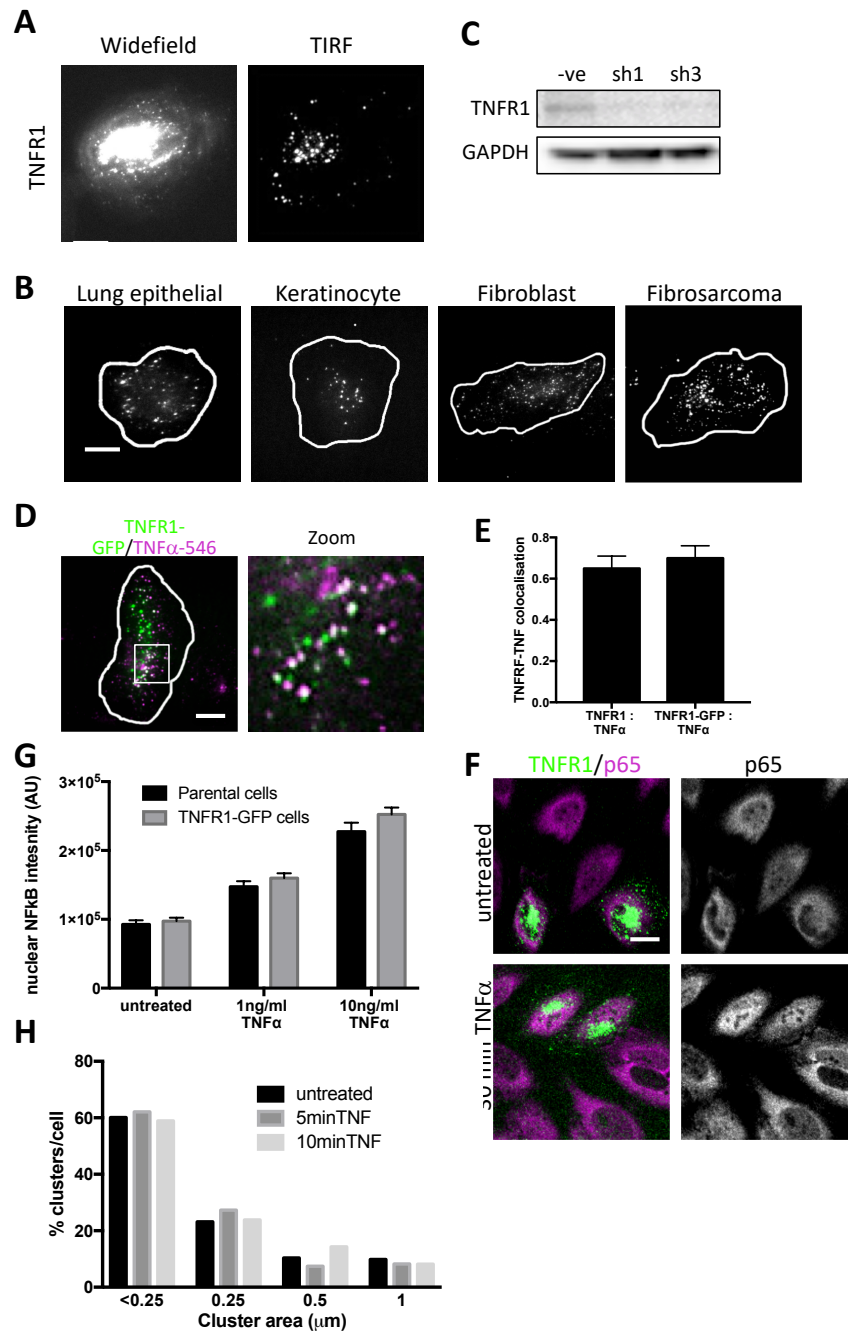 A
Widefield
TIRF
TNFR1
C
-ve sh1 sh3
TNFR1
GAPDH
B
Lung epithelial
Keratinocyte
Fibroblast
Fibrosarcoma
D
TNFR1-
GFP/TNFα-546
Zoom
E
TNFRF-TNF colocalisation
0.8
0.6
0.4
0.2
0.0
TNFR1 :
TNFα
TNFR1-GFP :
TNFα
G
nuclear NFkB intesnity (AU)
3×10⁵
2×10⁵
1×10⁵
0
Parental cells
TNFR1-GFP cells
untreated
1ng/ml
TNFα
10ng/ml
TNFα
F
TNFR1/p65
p65
untreated
30 min TNFα
H
% clusters/cell
80
60
40
20
0
untreated
5minTNF
10minTNF
<0.25
0.25
0.5
1
Cluster area (μm)